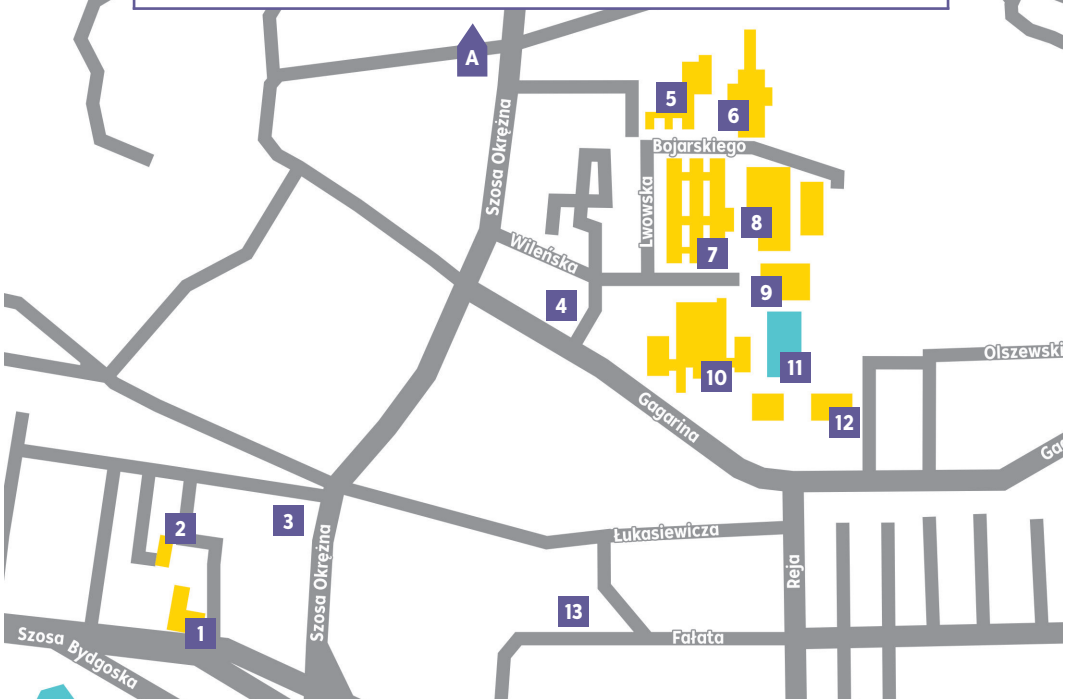 A
5
6
Bojarskiego
Szosa Okrężna
Lwowska
8
7
Wileńska
9
4
11
10
Olszewski
12
Gagarina
Gag
3
2
Łukasiewicza
Szosa Okrężna
Reja
13
1
Szosa Bydgoska
Fałata